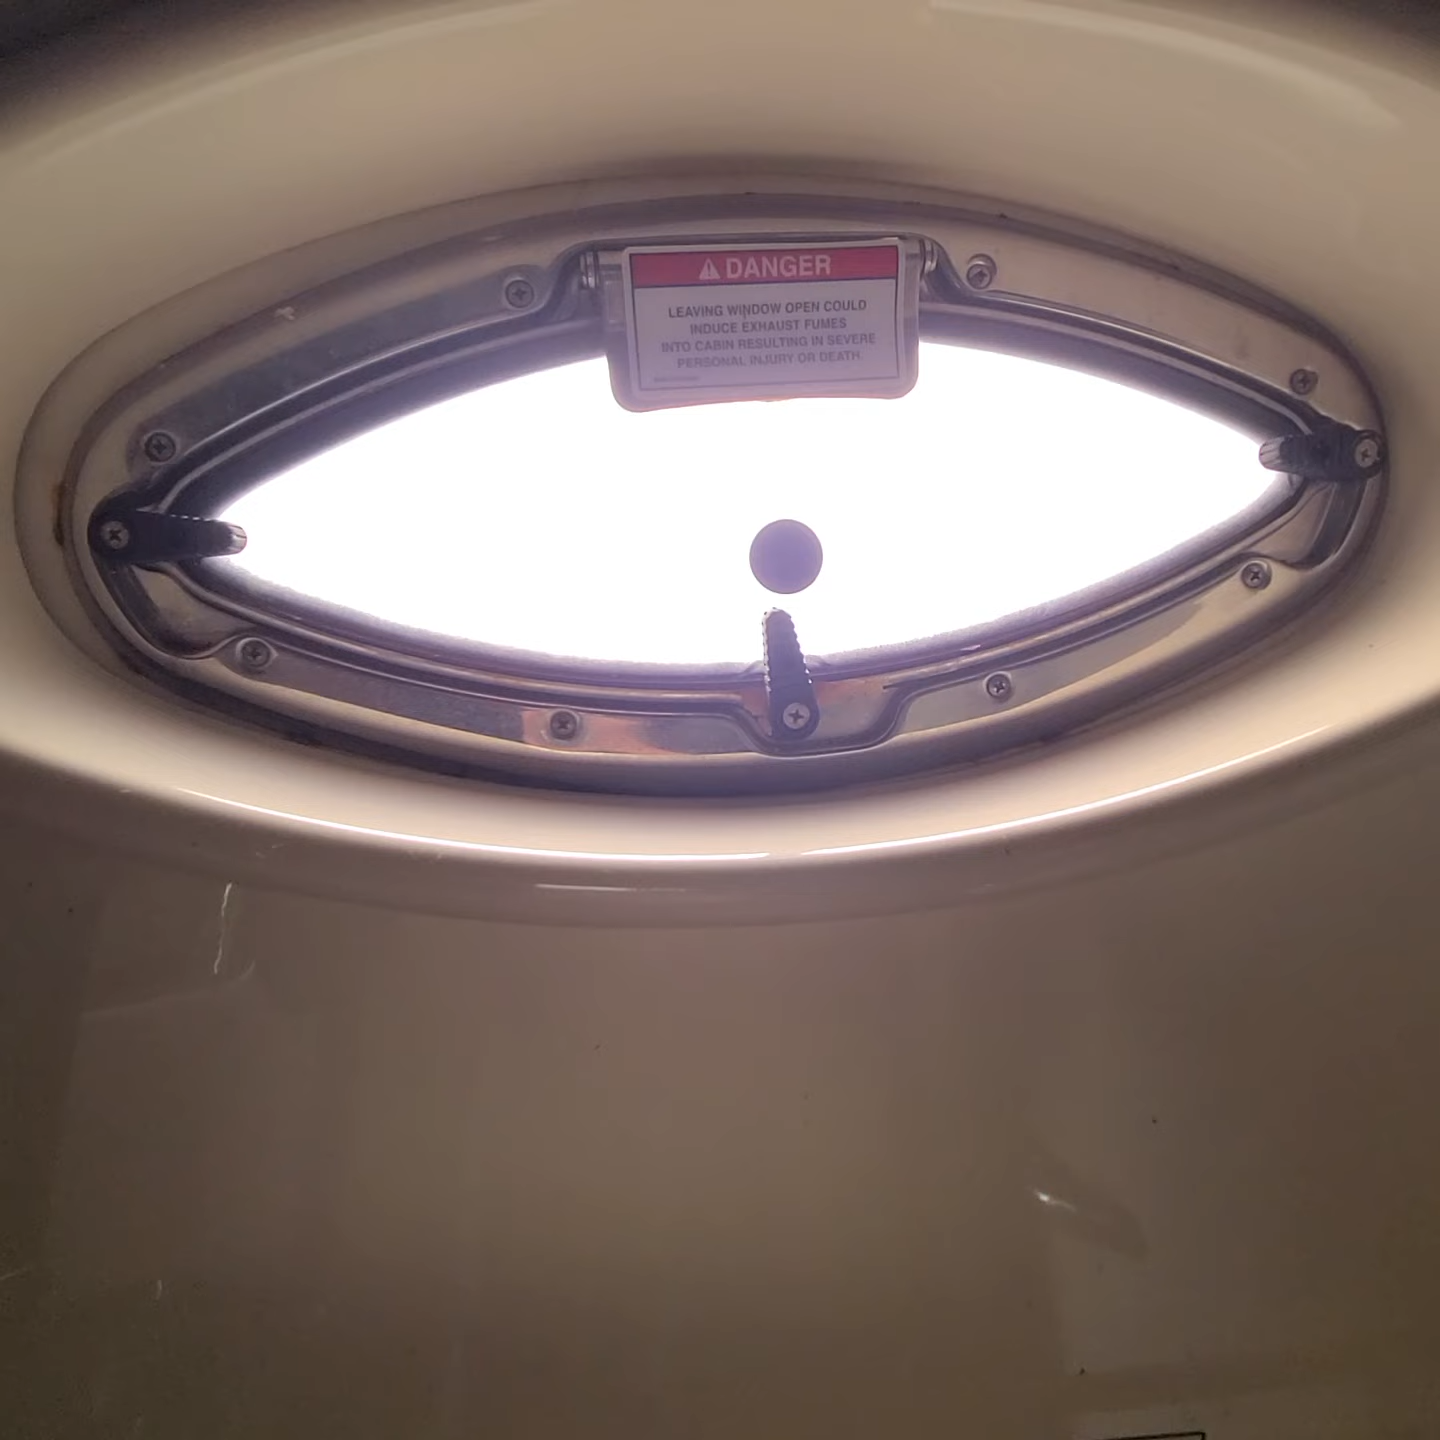 DANGER
LEAVING WINDOW OPEN COULD
INDUCE EXHAUST FUMES
INTO CABIN RESULTING IN SEVERE
PERSONAL INJURY OR DEATH.